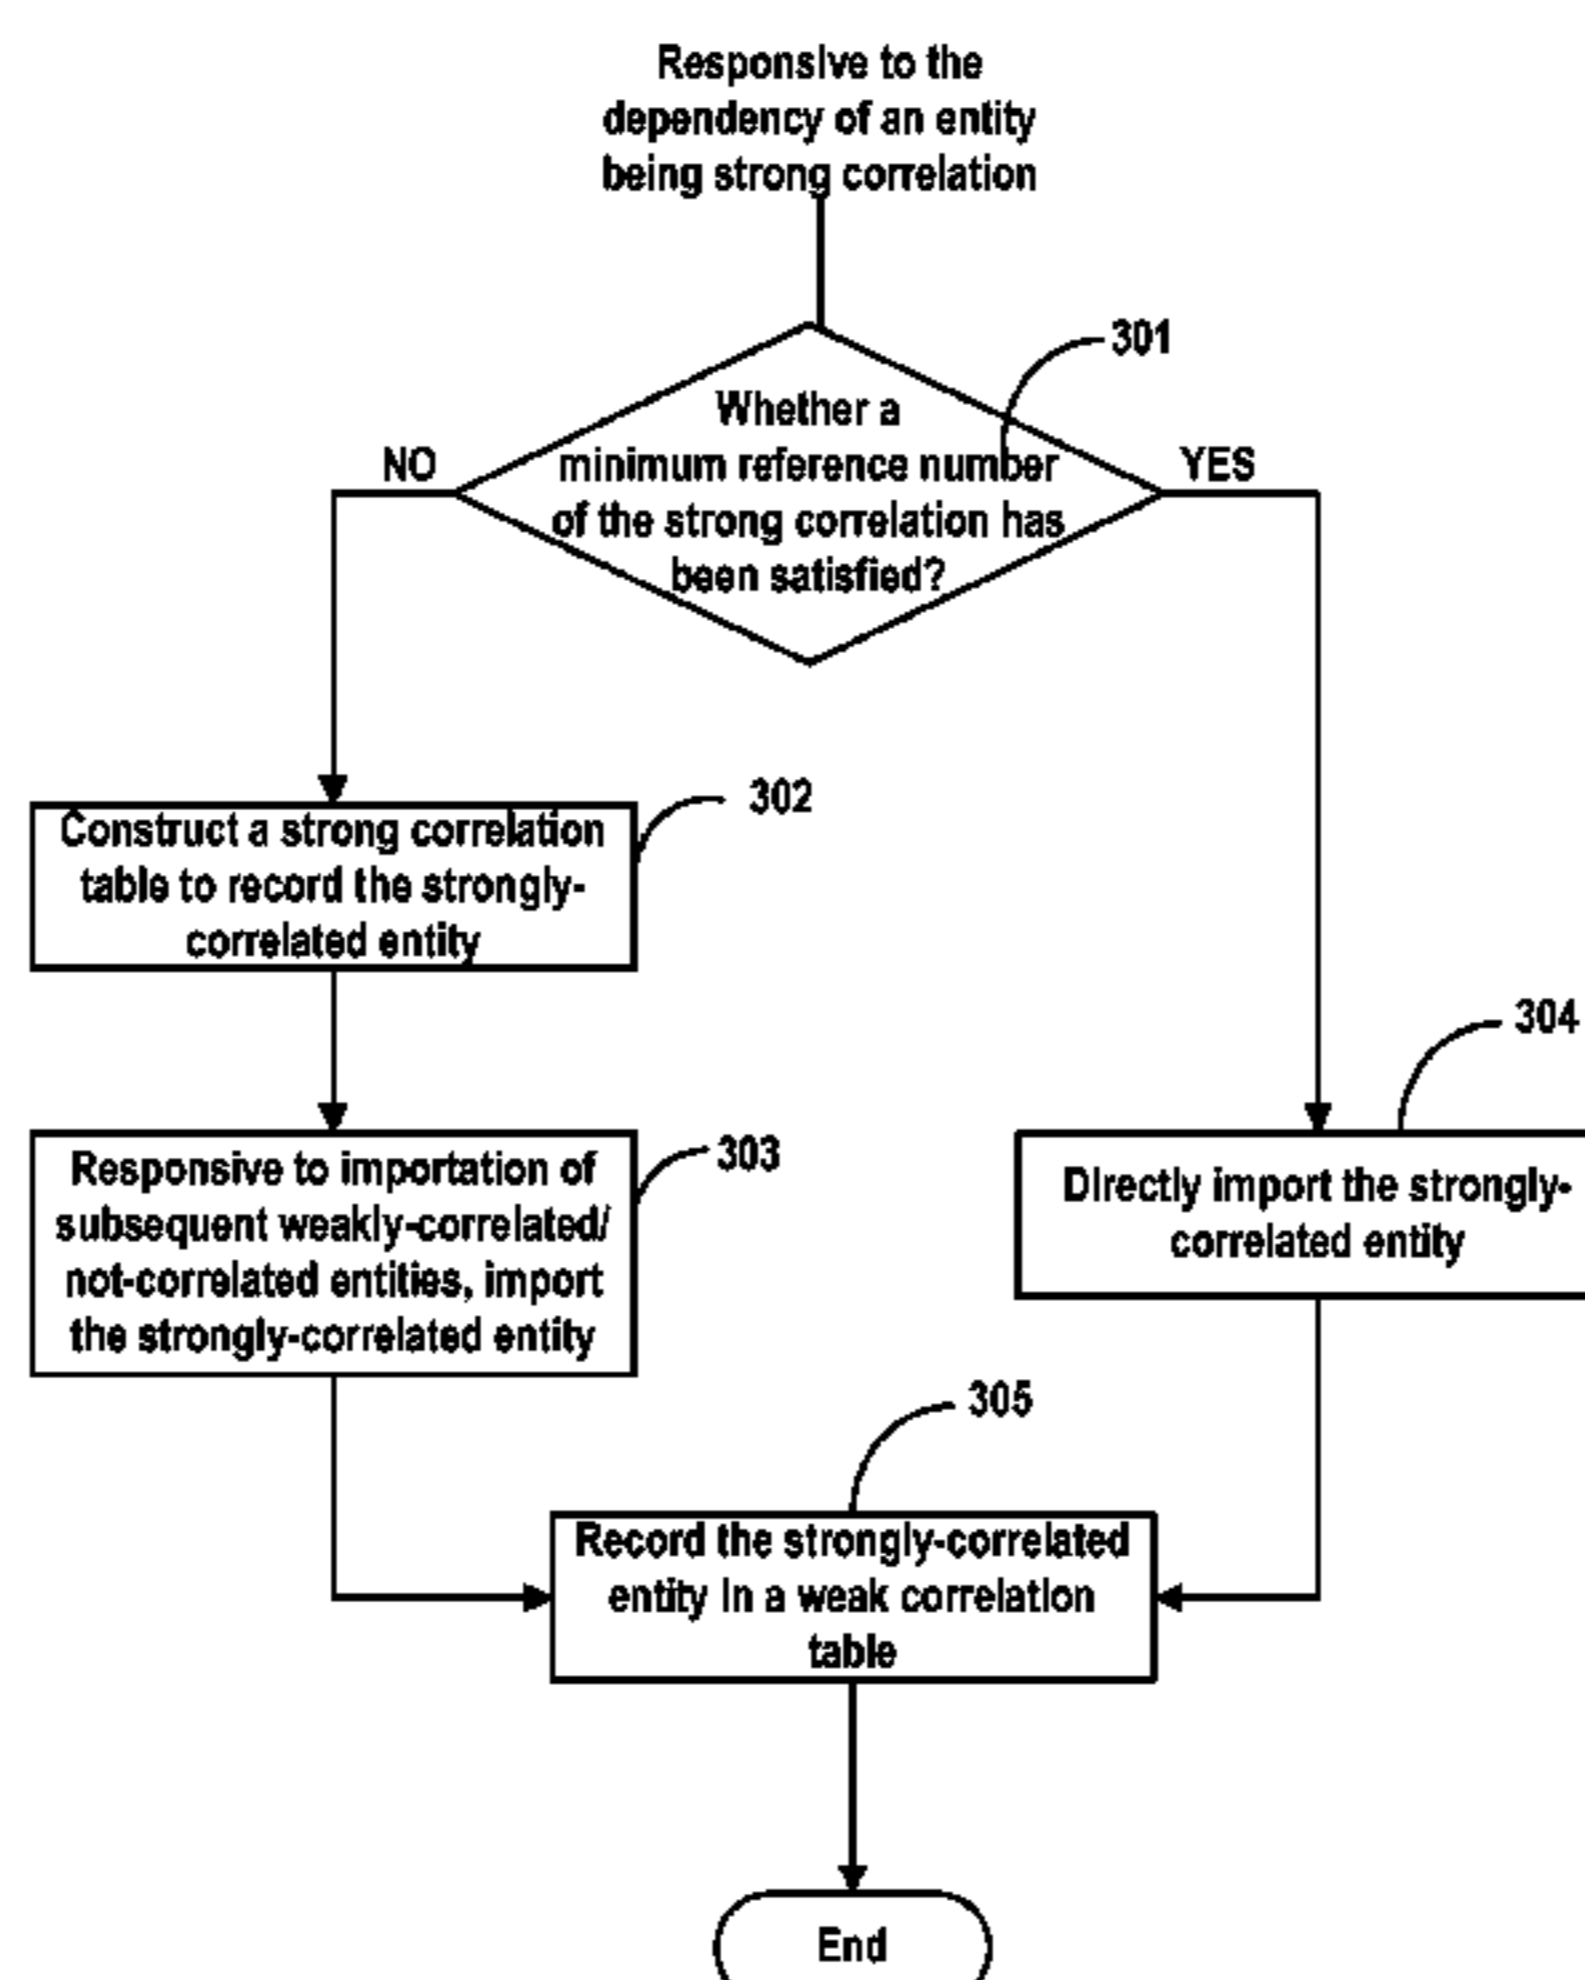 Responsive to the
dependency of an entity
being strong correlation
301
Whether a
minimum reference number
of the strong correlation has
been satisfied?
NO
YES
302
Construct a strong correlation
table to record the strongly-
correlated entity
304
303
Responsive to importation of
subsequent weakly-correlated/
not-correlated entities, import
the strongly-correlated entity
Directly import the strongly-
correlated entity
305
Record the strongly-correlated
entity in a weak correlation
table
End